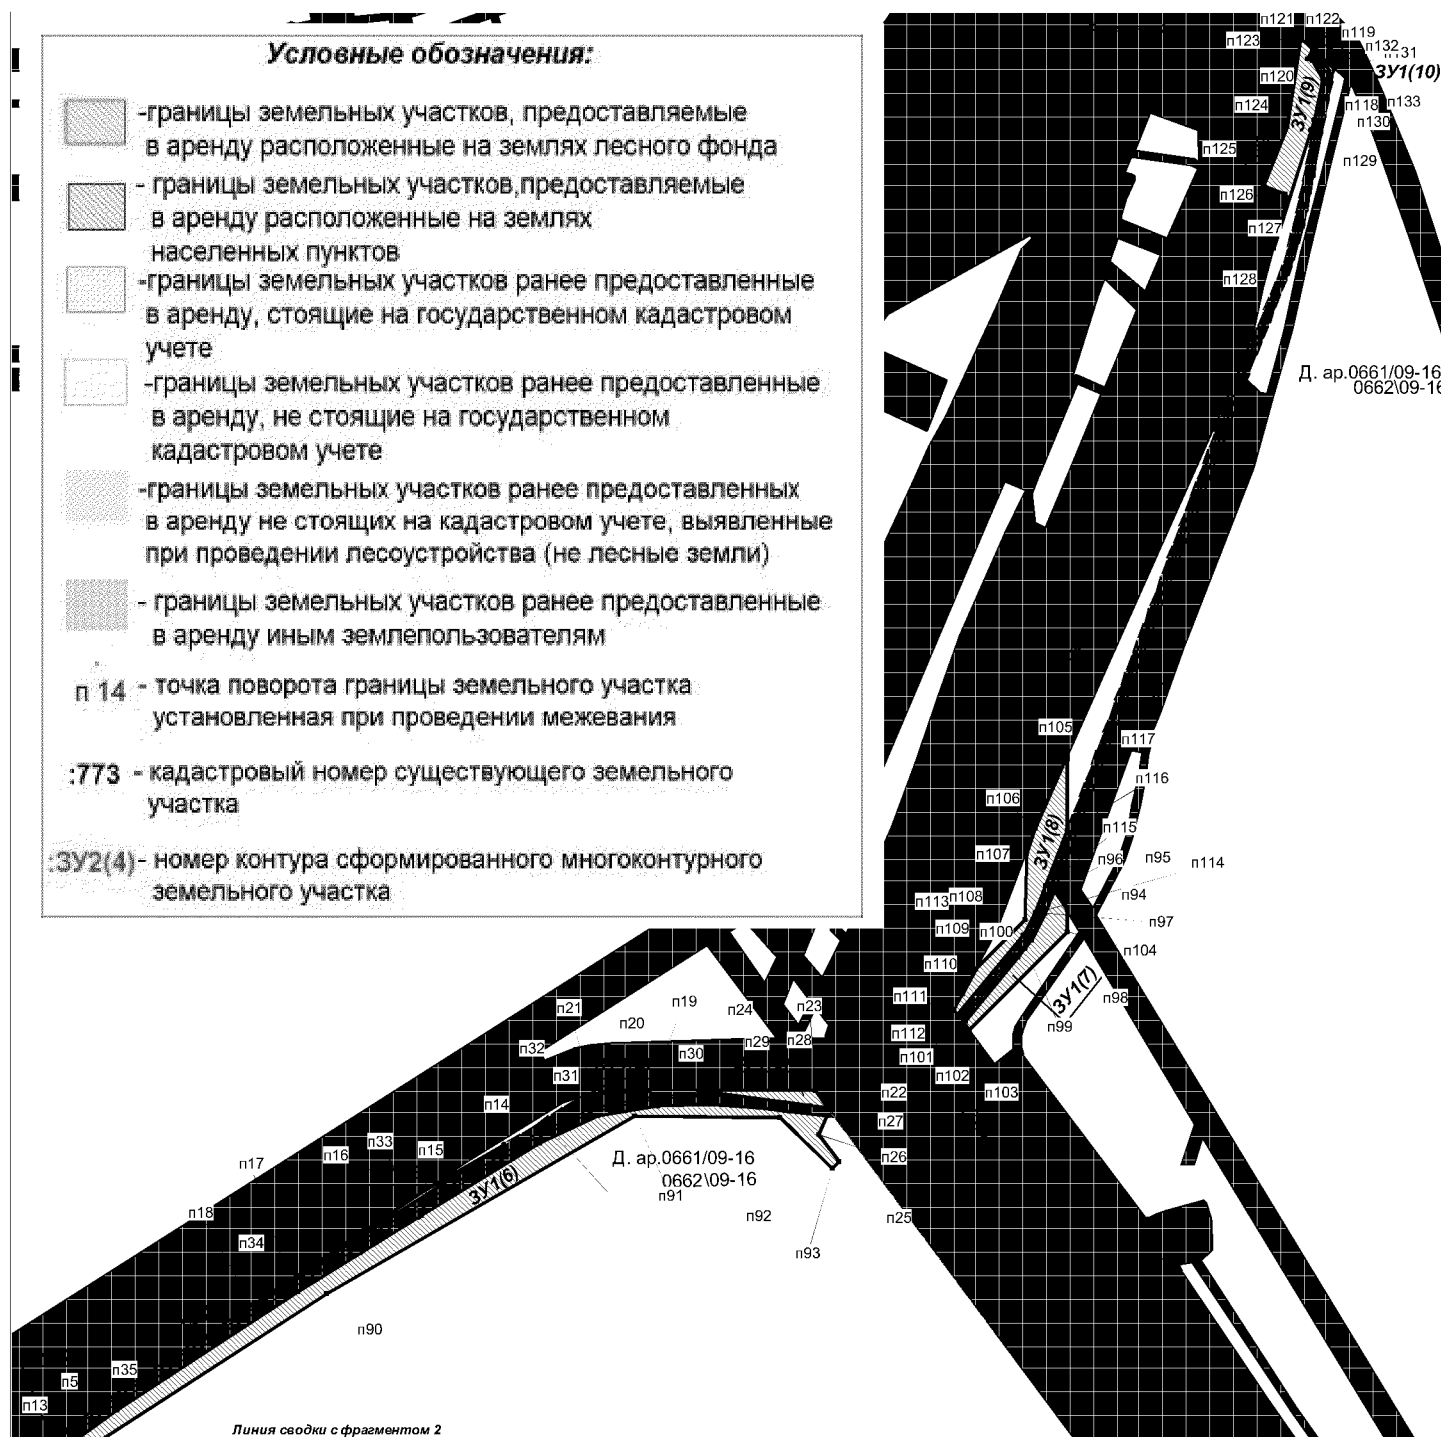 Условные обозначения:
-границы земельных участков, предоставляемые
в аренду расположенные на землях лесного фонда
- границы земельных участков,предоставляемые
в аренду расположенные на землях
населенных пунктов
-границы земельных участков ранее предоставленные
в аренду, стоящие на государственном кадастровом
учете
-границы земельных участков ранее предоставленные
в аренду, не стоящие на государственном
кадастровом учете
-границы земельных участков ранее предоставленных
в аренду не стоящих на кадастровом учете, выявленные
при проведении лесоустройства (не лесные земли)
- границы земельных участков ранее предоставленные
в аренду иным землепользователям
п 14 - точка поворота границы земельного участка
установленная при проведении межевания
:773 - кадастровый номер существующего земельного
участка
:ЗУ2(4)- номер контура сформированного многоконтурного
земельного участка
п121
п122
п119
п123
п132
ЗУ1(10)
п120
ЗУ1(9)
п124
п118
п133
п130
п125
п129
п126
п127
п128
Д. ар.0661/09-16
0662\09-16
п105
п117
п116
п106
ЗУ1(8)
п115
п107
п96
п95
п114
п113
п108
п94
п97
п109
п100
п104
п110
ЗУ1(7)
п111
п98
п99
п112
п101
п102
п103
п21
п19
п24
п23
п20
п32
п29
п28
п30
п31
п22
п14
п27
п33
п15
п16
п26
п17
ЗУ1(6)
Д. ар.0661/09-16
0662\09-16
п91
п18
п92
п25
п34
п93
п90
п35
п5
п13
Линия сводки с фрагментом 2